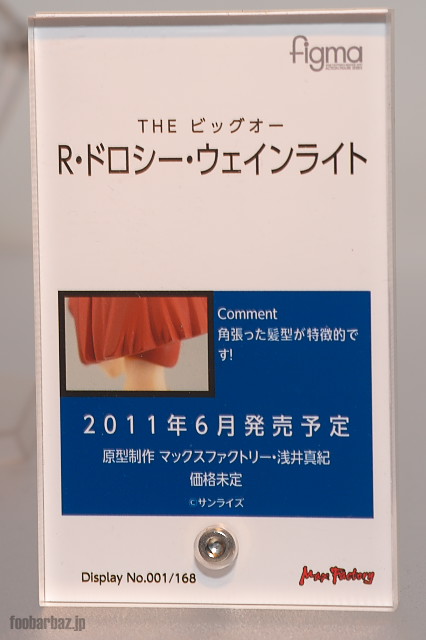 figma
THE ビッグオー
R・ドロシー・ウェインライト
Comment
角張った髪型が特徴的で
す!
2011年6月発売予定
原型制作 マックスファクトリー・浅井真紀
価格未定
©サンライズ
Display No.001/168
Max Factory
foobarbaz.jp